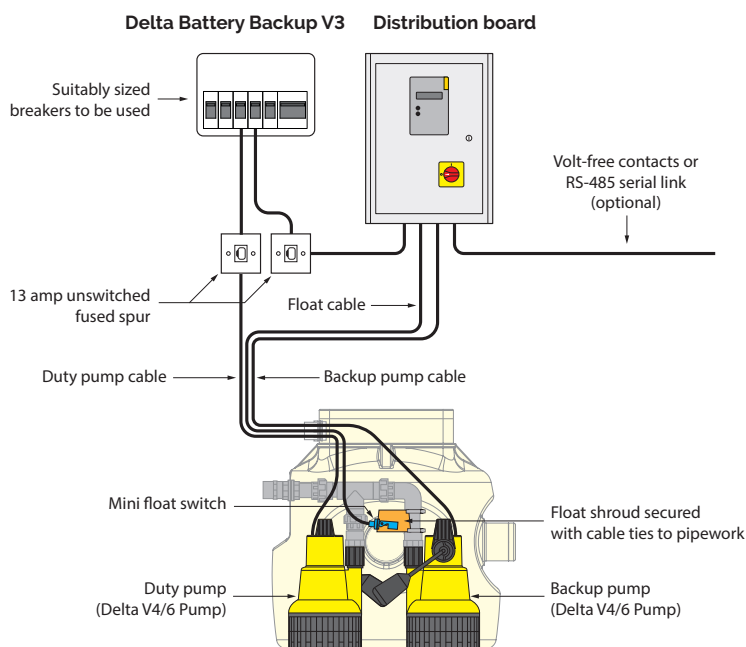 Delta Battery Backup V3
Distribution board
Suitably sized
breakers to be used
Volt-free contacts or
RS-485 serial link
(optional)
13 amp unswitched
fused spur
Float cable
Duty pump cable
Backup pump cable
Mini float switch
Float shroud secured
with cable ties to pipework
Duty pump
(Delta V4/6 Pump)
Backup pump
(Delta V4/6 Pump)